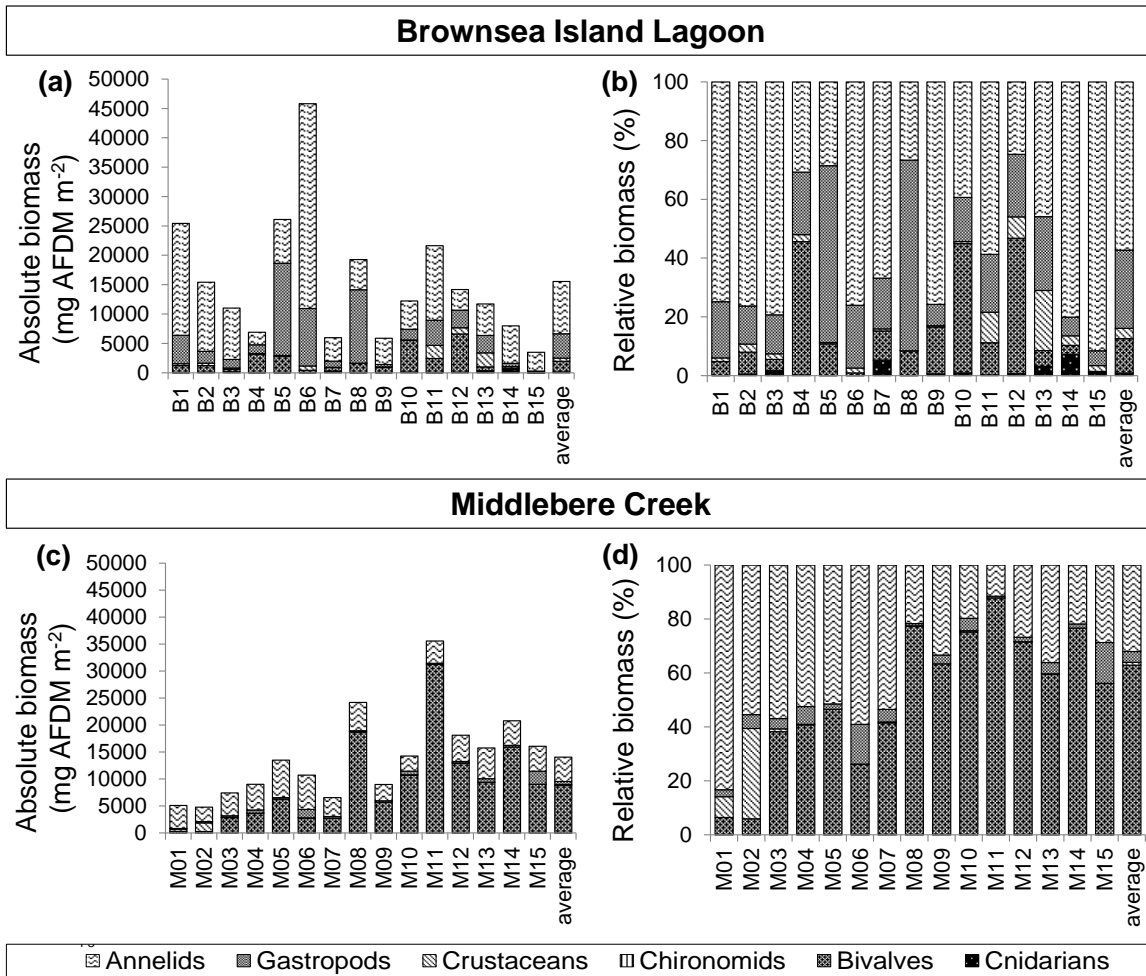 Brownsea Island Lagoon
(a)
50000
45000
40000
35000
30000
25000
20000
15000
10000
5000
0
Absolute biomass
(mg AFDM m-2)
B1
B2
B3
B4
B5
B6
B7
B8
B9
B10
B11
B12
B13
B14
B15
average
(b)
100
80
60
40
20
0
Relative biomass (%)
B1
B2
B3
B4
B5
B6
B7
B8
B9
B10
B11
B12
B13
B14
B15
average
Middlebere Creek
(c)
50000
45000
40000
35000
30000
25000
20000
15000
10000
5000
0
Absolute biomass
(mg AFDM m-2)
M01
M02
M03
M04
M05
M06
M07
M08
M09
M10
M11
M12
M13
M14
M15
average
(d)
100
80
60
40
20
0
Relative biomass (%)
M01
M02
M03
M04
M05
M06
M07
M08
M09
M10
M11
M12
M13
M14
M15
average
Annelids Gastropods Crustaceans Chironomids Bivalves Cnidarians